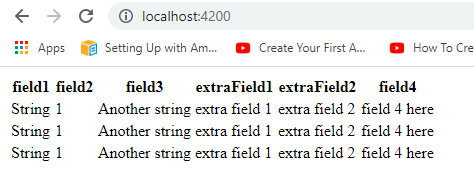 localhost:4200
Apps Setting Up with Am... Create Your First A... How To Cre
field1 field2 field3 extraField1 extraField2 field4
String 1 Another string extra field 1 extra field 2 field 4 here
String 1 Another string extra field 1 extra field 2 field 4 here
String 1 Another string extra field 1 extra field 2 field 4 here